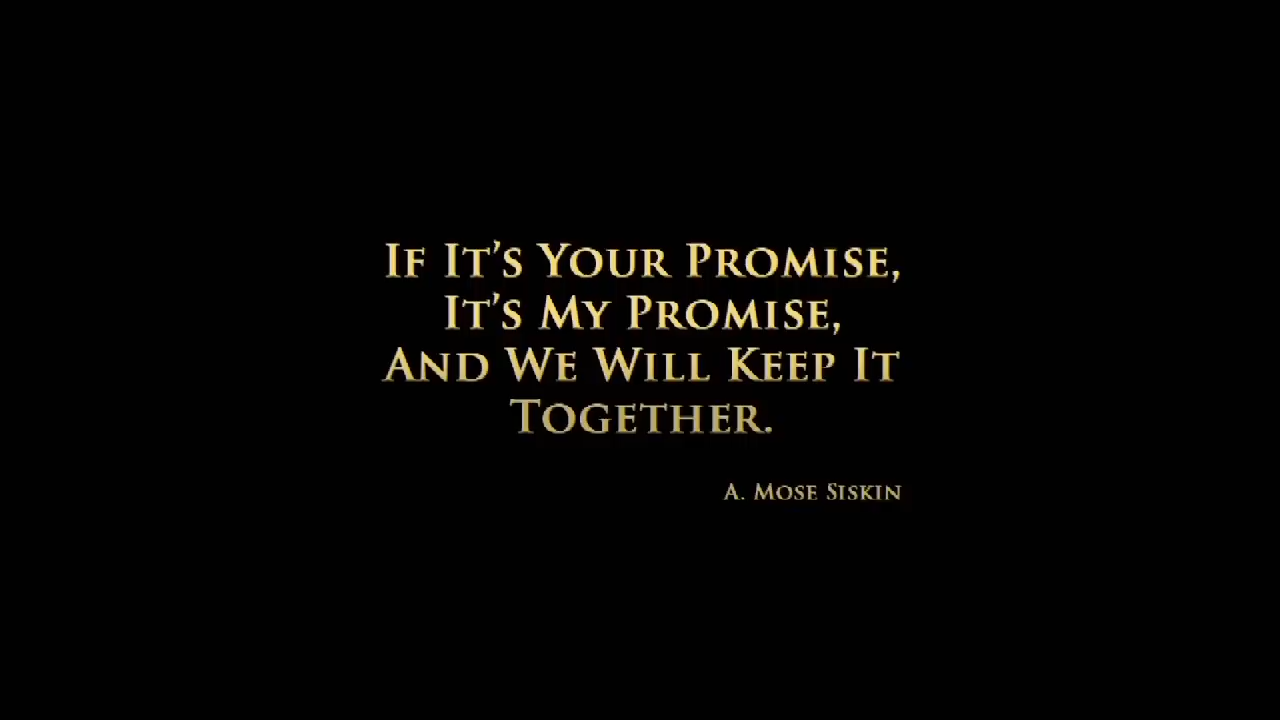 If It’s Your Promise,
It’s My Promise,
And We Will Keep It
Together.
A. Mose Siskin